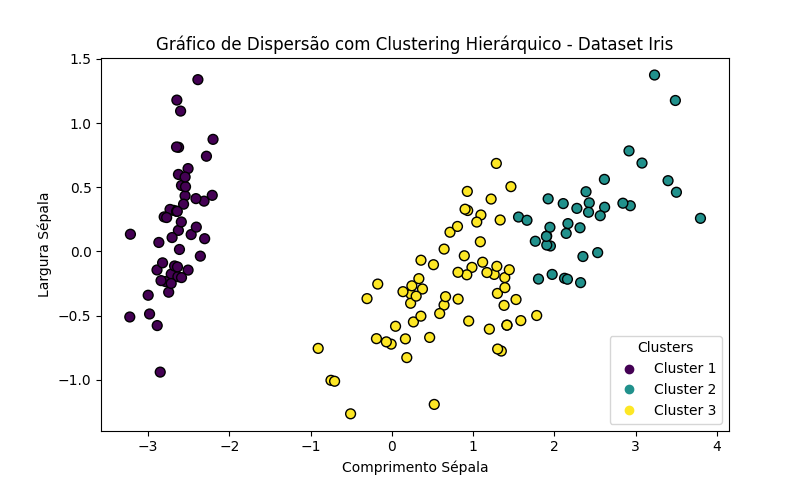 Gráfico de Dispersão com Clustering Hierárquico - Dataset Iris
1.5
1.0
0.5
0.0
−0.5
−1.0
Largura Sépala
−3
−2
−1
0
1
2
3
4
Comprimento Sépala
Clusters
Cluster 1
Cluster 2
Cluster 3